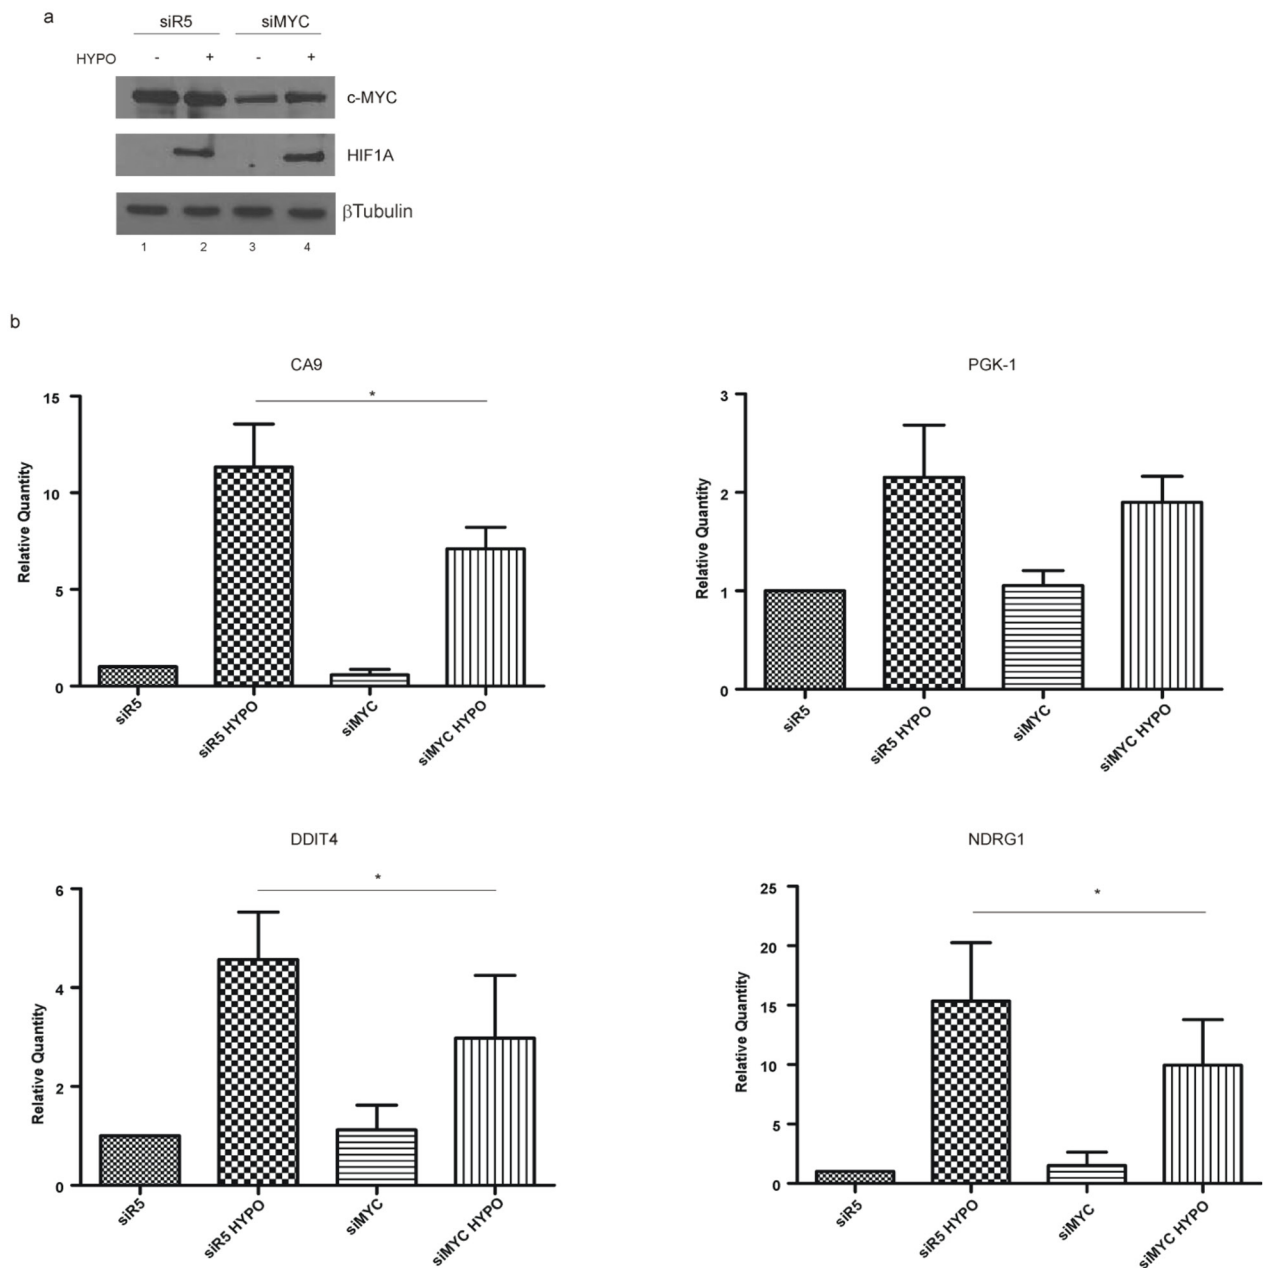 a
siR5 siMYC
HYPO - + - +
c-MYC
HIF1A
βTubulin
1 2 3 4
b
CA9
*
15
10
5
0
Relative Quantity
siR5
siR5 HYPO
siMYC
siMYC HYPO
PGK-1
3
2
1
0
Relative Quantity
siR5
siR5 HYPO
siMYC
siMYC HYPO
DDIT4
*
6
4
2
0
Relative Quantity
siR5
siR5 HYPO
siMYC
siMYC HYPO
NDRG1
*
25
20
15
10
5
0
Relative Quantity
siR5
siR5 HYPO
siMYC
siMYC HYPO